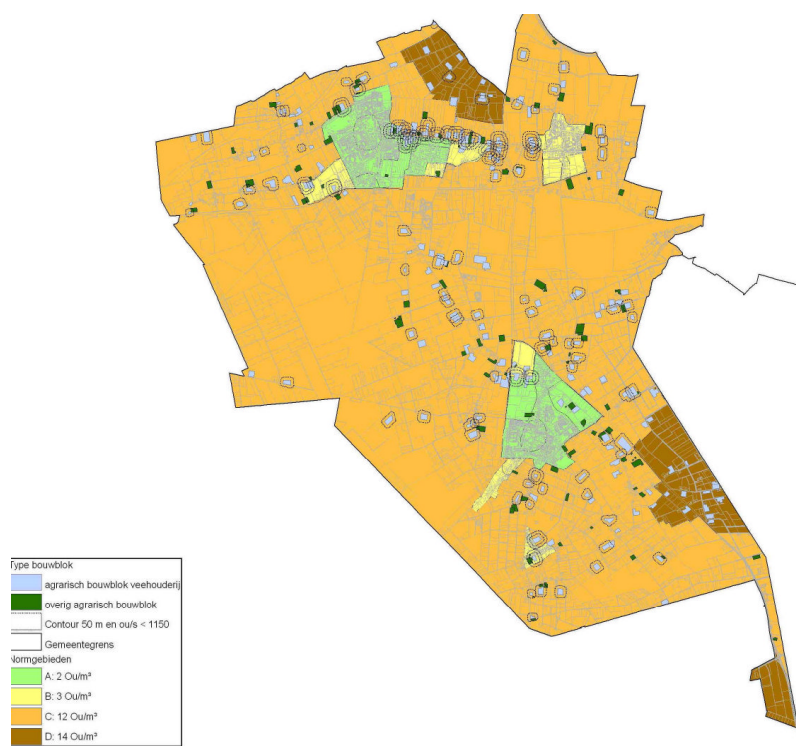 Type bouwblok
agrarisch bouwblok veehouderij
overig agrarisch bouwblok
Contour 50 m en ou/s < 1150
Gemeentegrens
Normgebieden
A: 2 Ou/m³
B: 3 Ou/m³
C: 12 Ou/m³
D: 14 Ou/m³